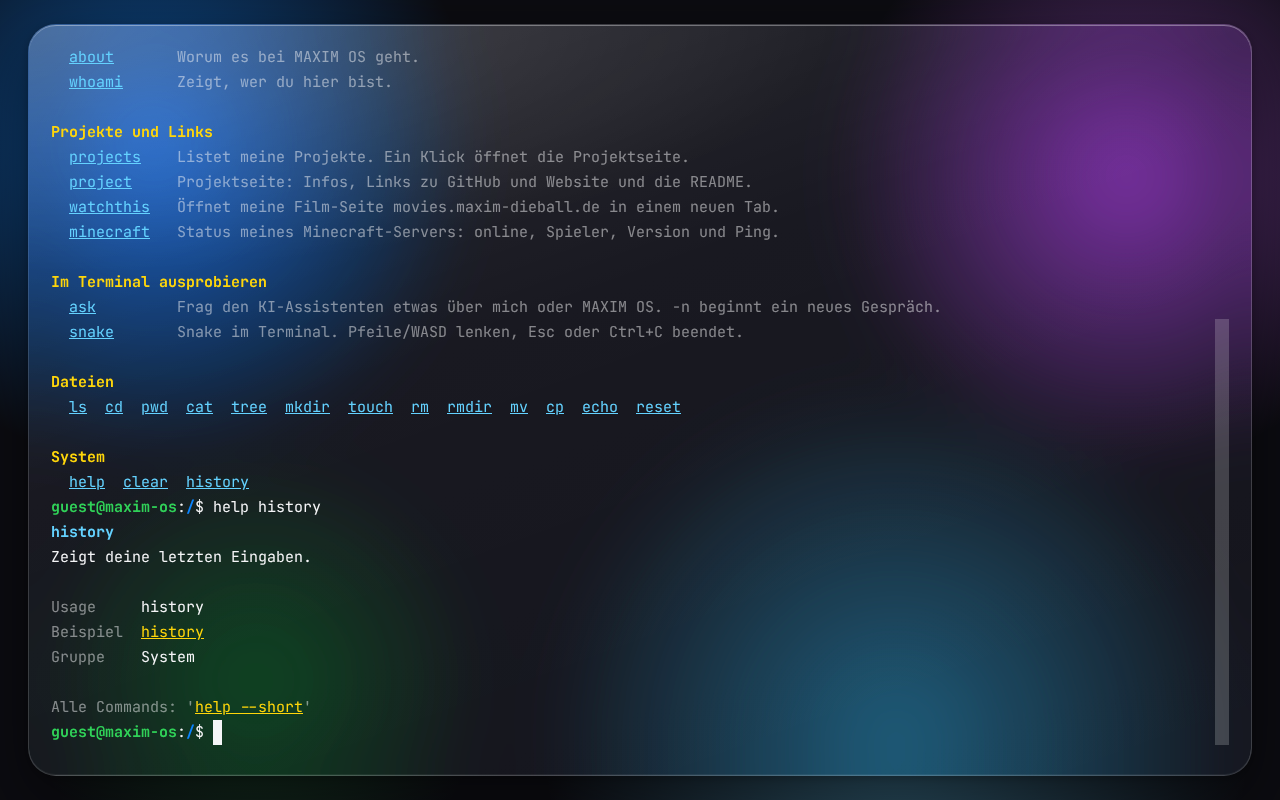 about       Worum es bei MAXIM OS geht.
whoami      Zeigt, wer du hier bist.
Projekte und Links
projects    Listet meine Projekte. Ein Klick öffnet die Projektseite.
project     Projektseite: Infos, Links zu GitHub und Website und die README.
watchthis   Öffnet meine Film-Seite movies.maxim-dieball.de in einem neuen Tab.
minecraft   Status meines Minecraft-Servers: online, Spieler, Version und Ping.
Im Terminal ausprobieren
ask         Frag den KI-Assistenten etwas über mich oder MAXIM OS. -n beginnt ein neues Gespräch.
snake       Snake im Terminal. Pfeile/WASD lenken, Esc oder Ctrl+C beendet.
Dateien
ls  cd  pwd  cat  tree  mkdir  touch  rm  rmdir  mv  cp  echo  reset
System
help  clear  history
guest@maxim-os:/$ help history
history
Zeigt deine letzten Eingaben.
Usage     history
Beispiel  history
Gruppe    System
Alle Commands: 'help --short'
guest@maxim-os:/$